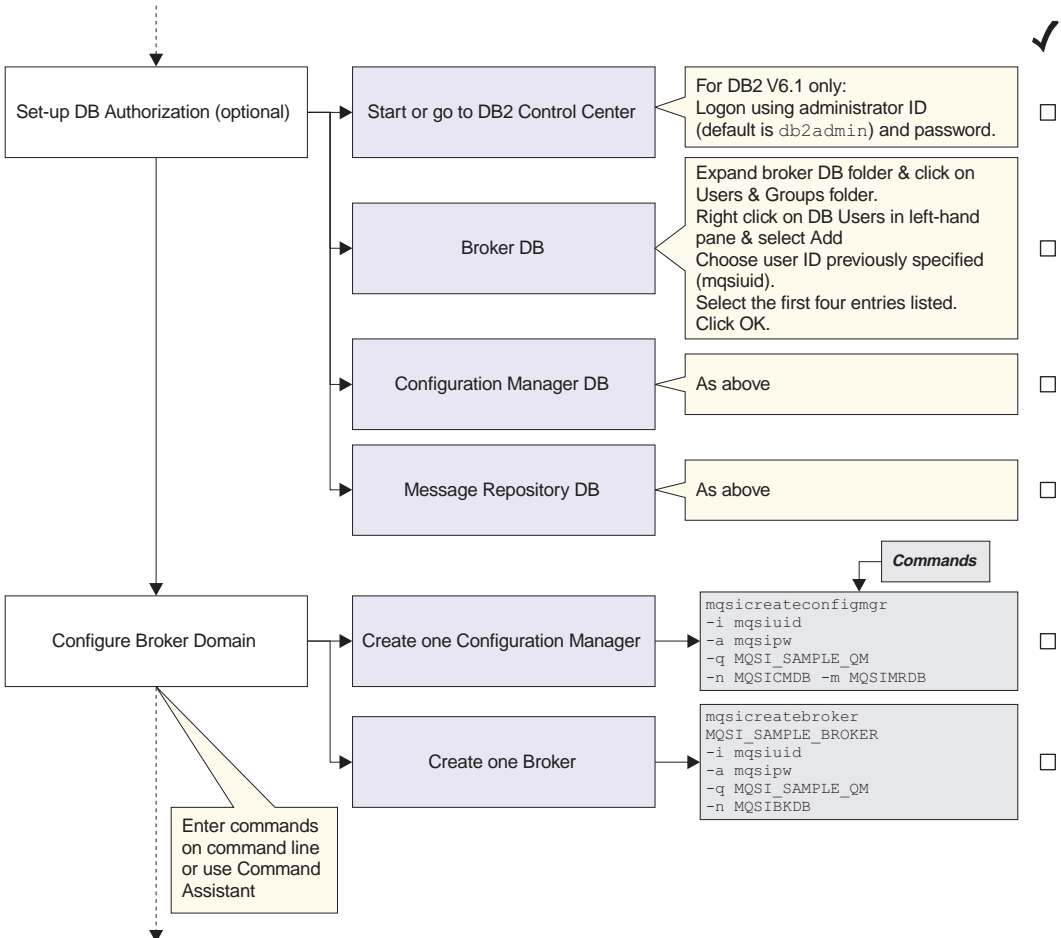 Set-up DB Authorization (optional)
Start or go to DB2 Control Center
For DB2 V6.1 only:
Logon using administrator ID
(default is db2admin) and password.
Broker DB
Expand broker DB folder & click on
Users & Groups folder.
Right click on DB Users in left-hand
pane & select Add
Choose user ID previously specified
(mqsiuid).
Select the first four entries listed.
Click OK.
Configuration Manager DB
As above
Message Repository DB
As above
Commands
Configure Broker Domain
Create one Configuration Manager
mqsicreateconfigmgr
-i mqsiuid
-a mqsipw
-q MQSI_SAMPLE_QM
-n MQSICMDB -m MQSIMRDB
Create one Broker
mqsicreatebroker
MQSI_SAMPLE_BROKER
-i mqsiuid
-a mqsipw
-q MQSI_SAMPLE_QM
-n MQSIBKDB
Enter commands
on command line
or use Command
Assistant